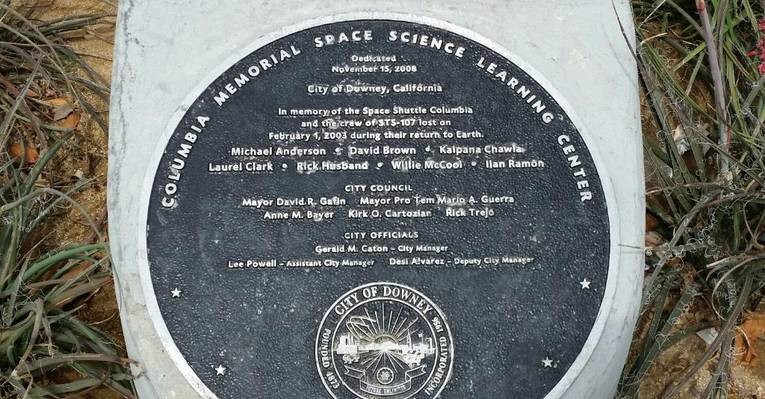 COLUMBIA MEMORIAL SPACE SCIENCE LEARNING CENTER
Dedicated
November 15, 2008
City of Downey, California
In memory of the Space Shuttle Columbia
and the crew of STS-107 lost on
February 1, 2003 during their return to Earth.
Michael Anderson • David Brown • Kalpana Chawla
Laurel Clark • Rick Husband • Willie McCool • Ilan Ramon
CITY COUNCIL
Mayor David R. Gafin Mayor Pro Tem Mario A. Guerra
Anne M. Bayer Kirk O. Cartozian Rick Trejo
CITY OFFICIALS
Gerald M. Caton – City Manager
Lee Powell – Assistant City Manager Desi Alvarez – Deputy City Manager
CITY OF DOWNEY
FOUNDED 1873
INCORPORATED 1956